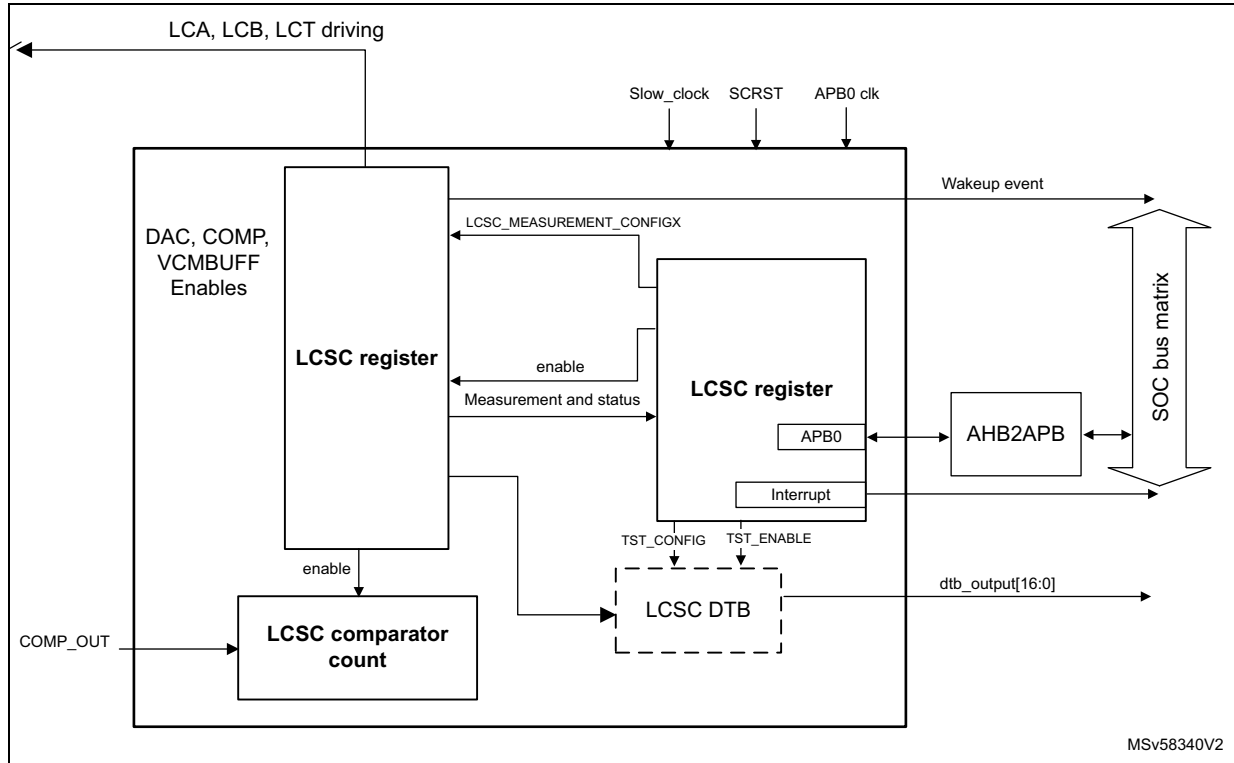 LCA, LCB, LCT driving
Slow_clock
SCRST
APB0 clk
Wakeup event
LCSC_MEASUREMENT_CONFIGX
DAC, COMP,
VCMBUFF
Enables
LCSC register
enable
Measurement and status
LCSC register
APB0
Interrupt
AHB2APB
SOC bus matrix
TST_CONFIG
TST_ENABLE
enable
LCSC DTB
dtb_output[16:0]
COMP_OUT
LCSC comparator
count
MSv58340V2